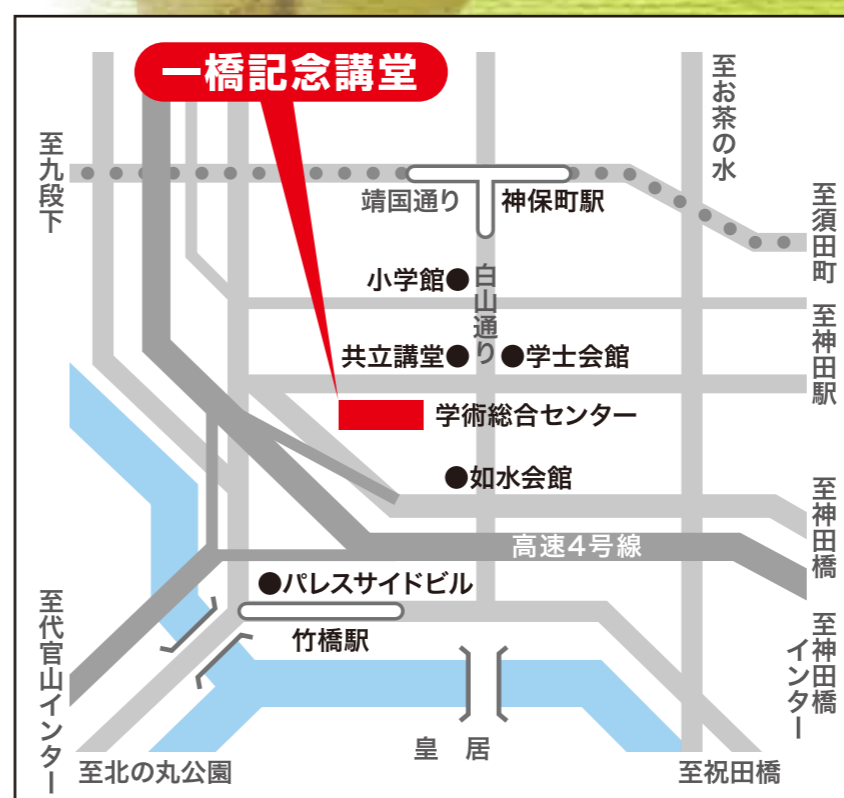 一橋記念講堂
至お茶の水
至九段下
靖国通り
神保町駅
至須田町
小学館
白山通り
至神田駅
共立講堂
学士会館
学術総合センター
如水会館
至神田橋
高速4号線
パレスサイドビル
竹橋駅
至代官山インター
至神田橋
インター
皇居
至北の丸公園
至祝田橋